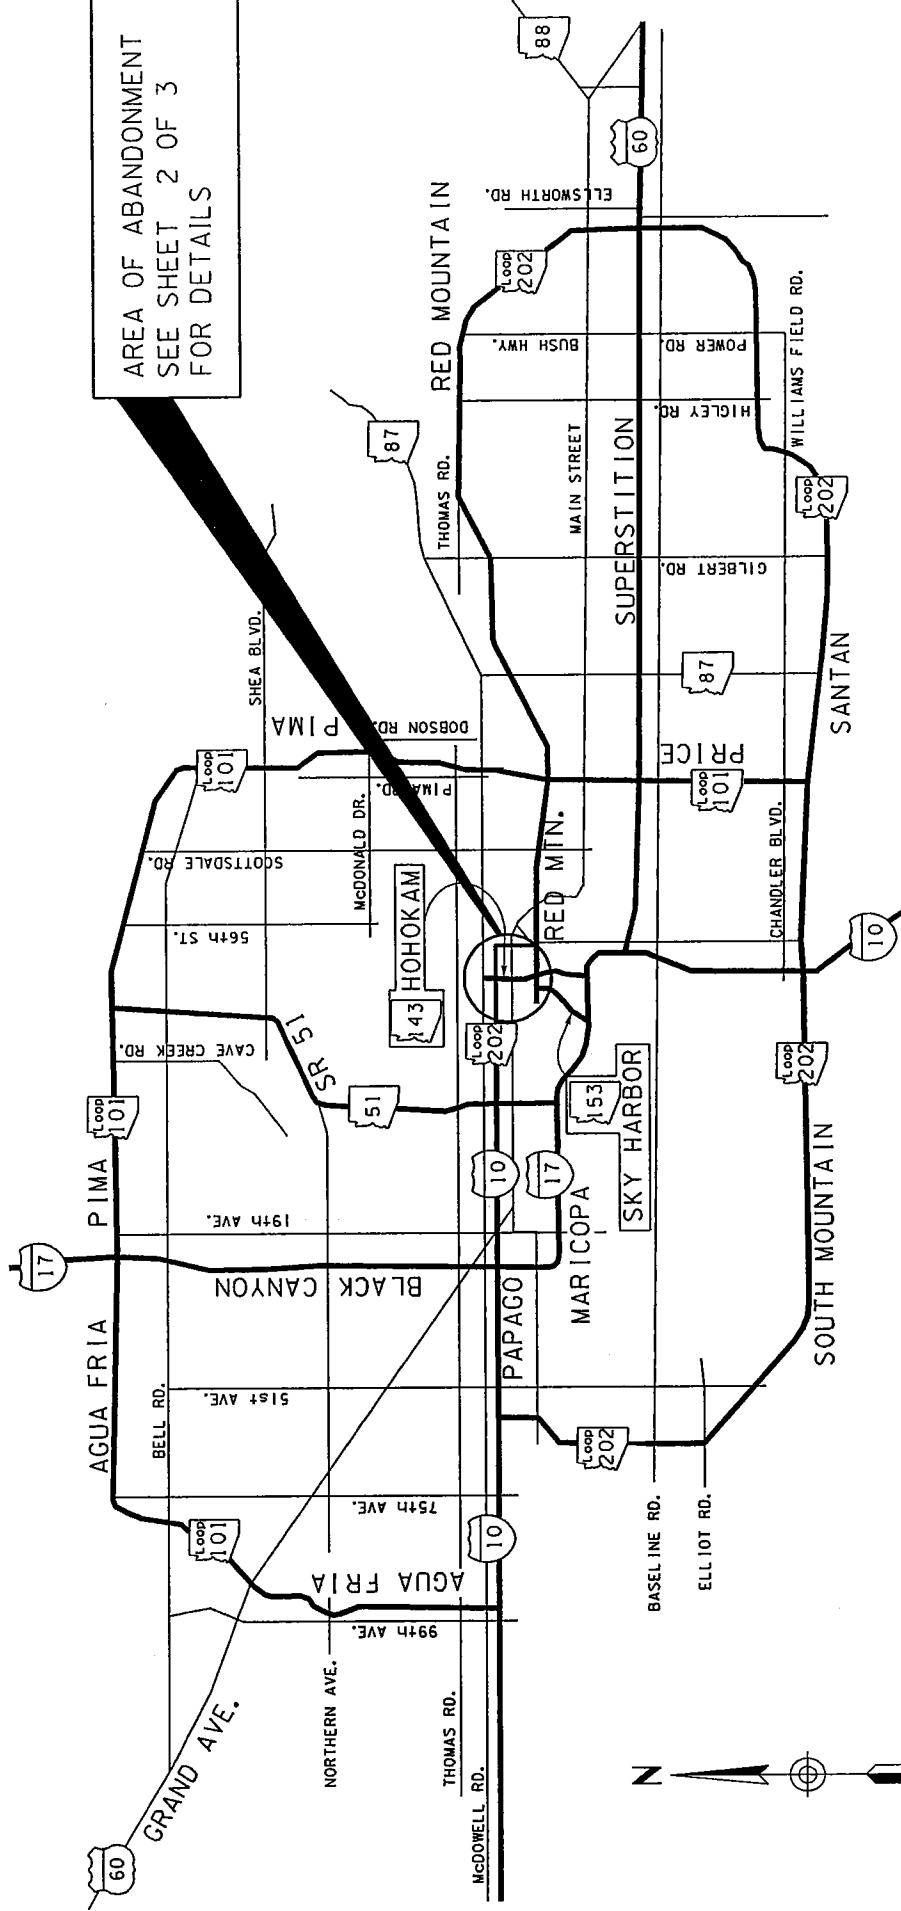 AREA OF ABANDONMENT
SEE SHEET 2 OF 3
FOR DETAILS
60
GRAND AVE.
AGUA FRIA
PIMA
Loop
101
17
BELL RD.
Loop
101
99th AVE.
75th AVE.
51st AVE.
19th AVE.
CAVE CREEK RD.
56th ST.
SCOTTSDALE RD.
Loop
101
SHEA BLVD.
PIMA
DOBSON RD.
PIMA RD.
McDONALD DR.
BLACK CANYON
SR 51
51
NORTHERN AVE.
AGUA FRIA
THOMAS RD.
McDOWELL RD.
10
PAPAGO
10
17
MARICOPA
143
HOHOKAM
Loop
202
RED MTN.
153
SKY HARBOR
87
THOMAS RD.
RED MOUNTAIN
Loop
202
BUSH HWY.
ELLSWORTH RD.
88
60
MAIN STREET
SUPERSTITION
POWER RD.
HIGLEY RD.
GILBERT RD.
WILLIAMS FIELD RD.
Loop
202
87
PRICE
Loop
101
CHANDLER BLVD.
SANTAN
10
Loop
202
SOUTH MOUNTAIN
Loop
202
BASELINE RD.
ELLIOT RD.
N